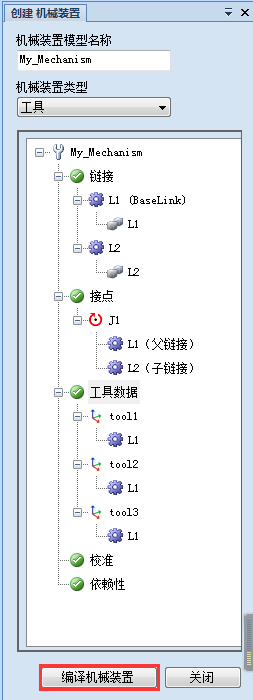 创建 机械装置
机械装置模型名称
My_Mechanism
机械装置类型
工具
My_Mechanism
链接
L1 (BaseLink)
L1
L2
L2
接点
J1
L1（父链接）
L2（子链接）
工具数据
tool1
L1
tool2
L1
tool3
L1
校准
依赖性
编译机械装置
关闭